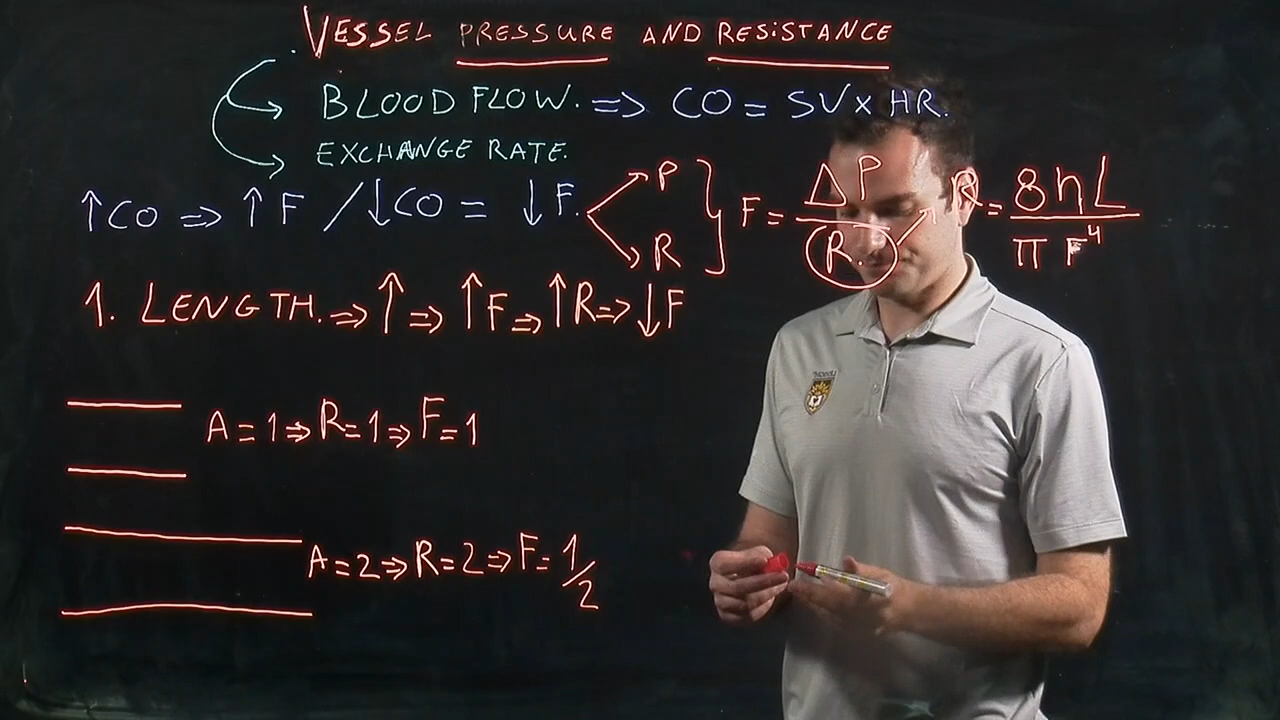 VESSEL PRESSURE AND RESISTANCE
BLOOD FLOW. => CO = SV x HR.
EXCHANGE RATE.
↑CO => ↑F / ↓CO = ↓F. P R } F = ΔP / R. R = 8ηL / π F⁴
1. LENGTH. => ↑ => ↑F => ↑R => ↓F
A = 1 => R = 1 => F = 1
A = 2 => R = 2 => F = 1/2